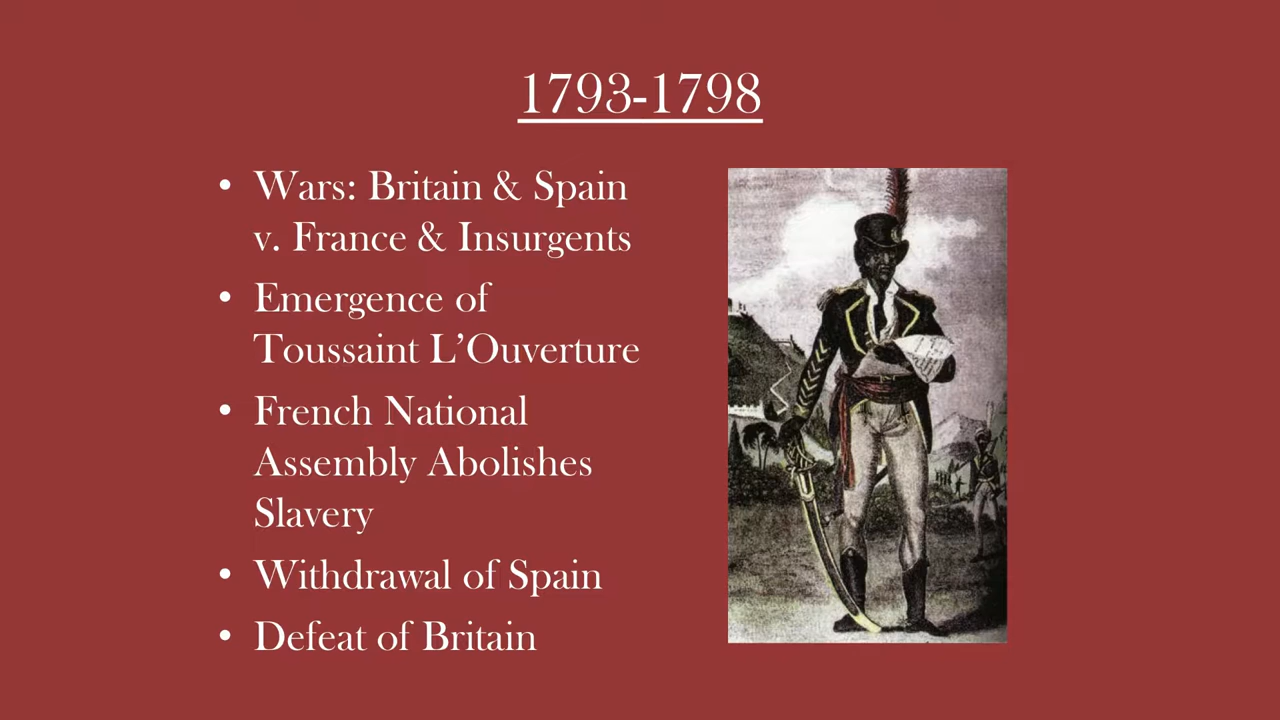 1793-1798
• Wars: Britain & Spain
v. France & Insurgents
• Emergence of
Toussaint L’Ouverture
• French National
Assembly Abolishes
Slavery
• Withdrawal of Spain
• Defeat of Britain